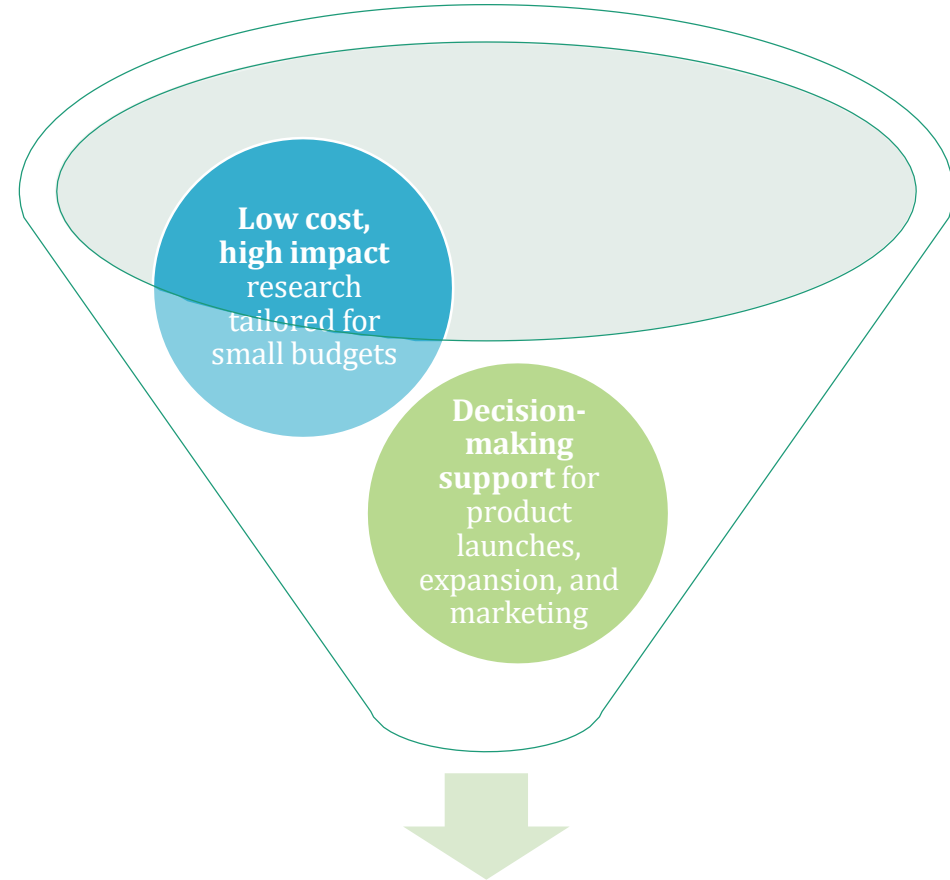 Low cost,
high impact
research
tailored for
small budgets
Decision-
making
support for
product
launches,
expansion, and
marketing